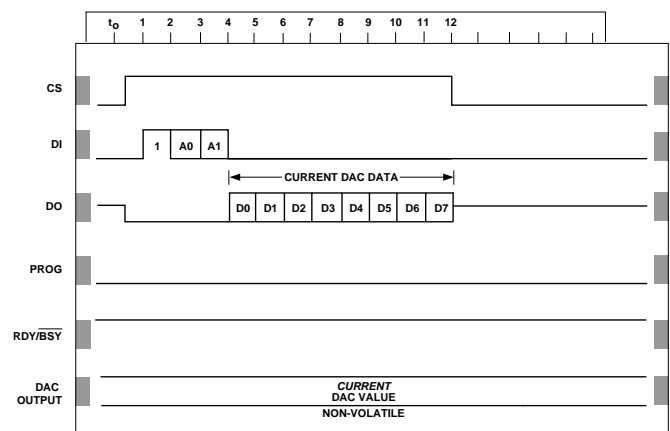 to 1 2 3 4 5 6 7 8 9 10 11 12
CS
DI 1 A0 A1
CURRENT DAC DATA
DO D0 D1 D2 D3 D4 D5 D6 D7
PROG
RDY/BSY
DAC
OUTPUT
CURRENT
DAC VALUE
NON-VOLATILE